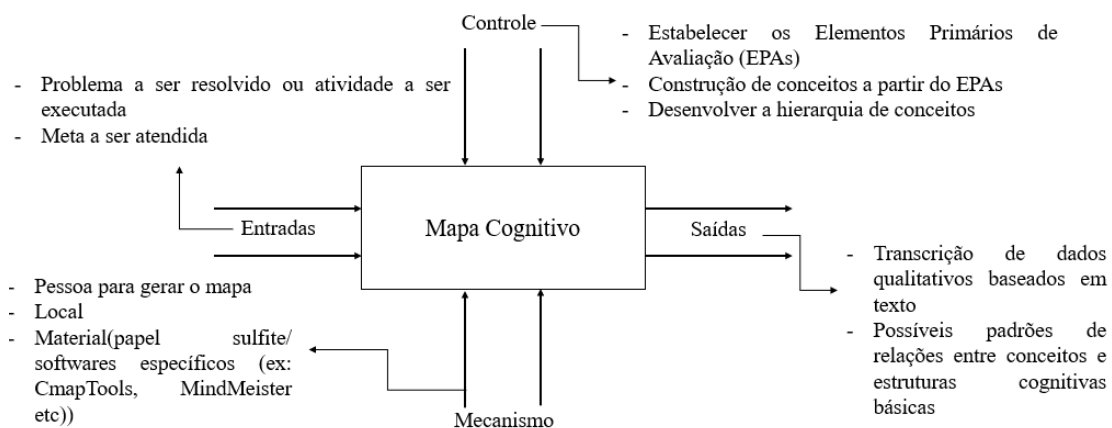 Controle
- Estabelecer os Elementos Primários de
Avaliação (EPAs)
- Construção de conceitos a partir do EPAs
- Desenvolver a hierarquia de conceitos
- Problema a ser resolvido ou atividade a ser
executada
- Meta a ser atendida
Entradas
Mapa Cognitivo
Saídas
- Transcrição de dados
qualitativos baseados em
texto
- Possíveis padrões de
relações entre conceitos e
estruturas cognitivas
básicas
- Pessoa para gerar o mapa
- Local
- Material(papel sulfite/
softwares específicos (ex:
CmapTools, MindMeister
etc))
Mecanismo